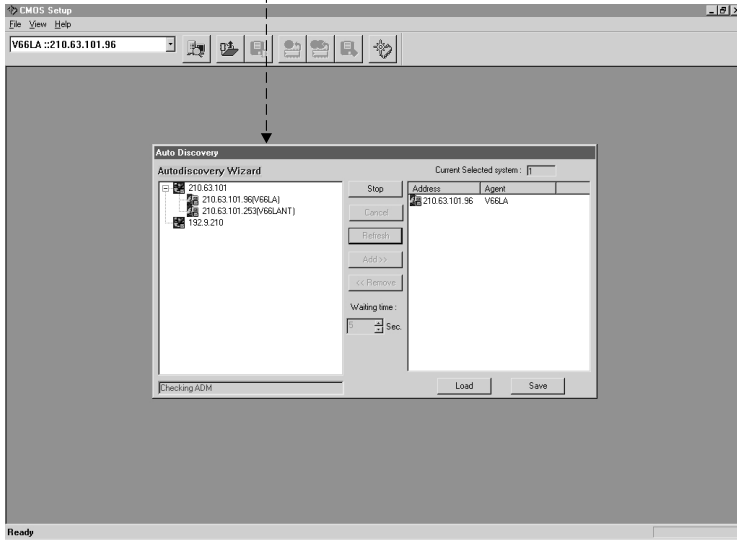 CMOS Setup
File View Help
V66LA ::210.63.101.96
Auto Discovery
Autodiscovery Wizard
Current Selected system : 1
210.63.101
210.63.101.96(V66LA)
210.63.101.253(V66LANT)
192.9.210
Stop
Cancel
Refresh
Add >>
<< Remove
Waiting time :
5 Sec.
Address Agent
210.63.101.96 V66LA
Checking ADM
Load Save
Ready